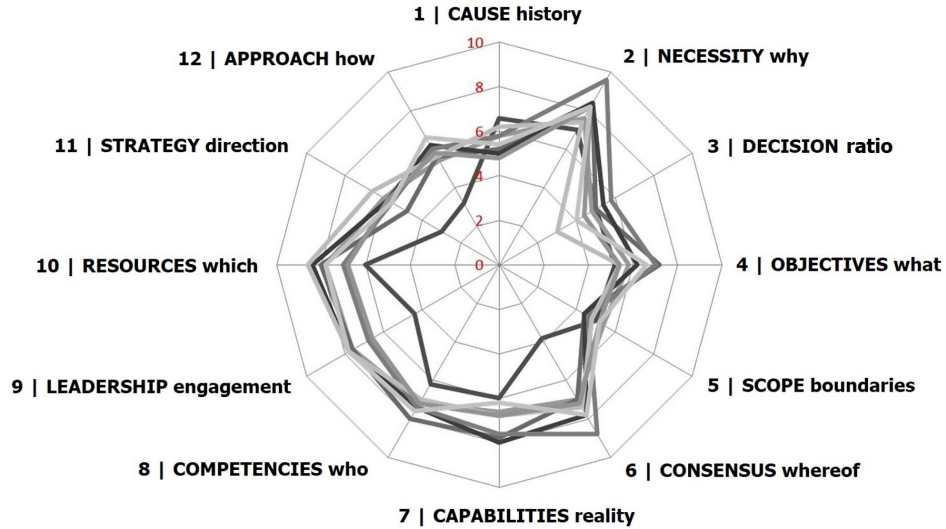 1 | CAUSE history
2 | NECESSITY why
3 | DECISION ratio
4 | OBJECTIVES what
5 | SCOPE boundaries
6 | CONSENSUS whereof
7 | CAPABILITIES reality
8 | COMPETENCIES who
9 | LEADERSHIP engagement
10 | RESOURCES which
11 | STRATEGY direction
12 | APPROACH how
10
8
6
4
2
0